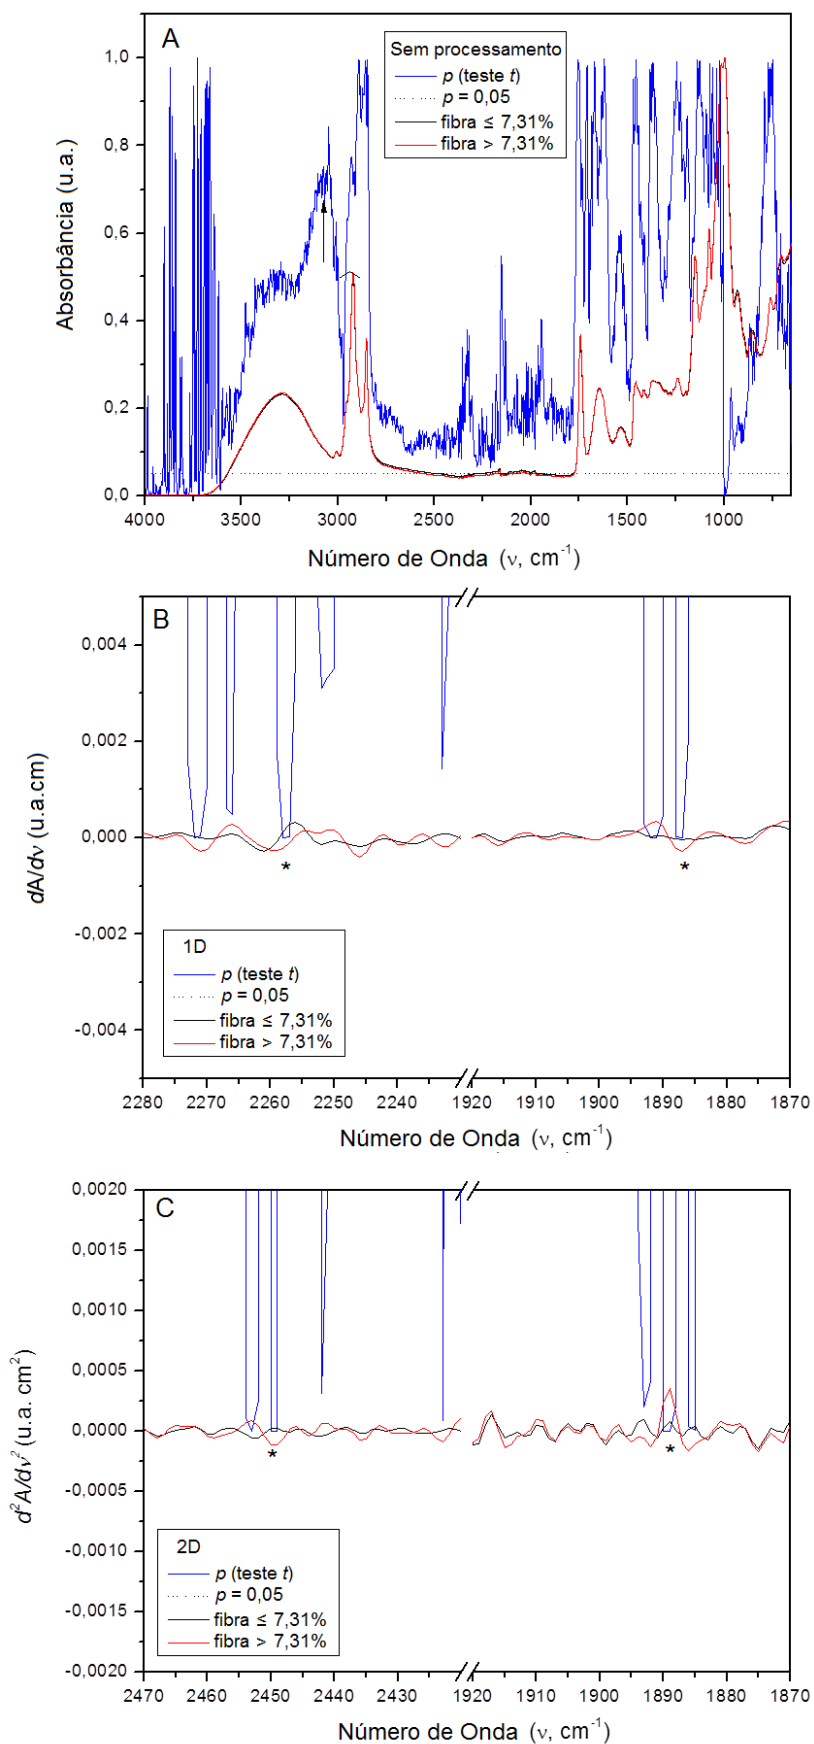 A
Sem processamento
p (teste t)
p = 0,05
fibra ≤ 7,31%
fibra > 7,31%
1,0
0,8
0,6
0,4
0,2
0,0
Absorbância (u.a.)
4000 3500 3000 2500 2000 1500 1000
Número de Onda (ν, cm⁻¹)
B
0,004
0,002
0,000
-0,002
-0,004
dA/dν (u.a.cm)
*
*
1D
p (teste t)
p = 0,05
fibra ≤ 7,31%
fibra > 7,31%
2280 2270 2260 2250 2240 1920 1910 1900 1890 1880 1870
Número de Onda (ν, cm⁻¹)
C
0,0020
0,0015
0,0010
0,0005
0,0000
-0,0005
-0,0010
-0,0015
-0,0020
d²A/dν² (u.a. cm²)
*
*
2D
p (teste t)
p = 0,05
fibra ≤ 7,31%
fibra > 7,31%
2470 2460 2450 2440 2430 1920 1910 1900 1890 1880 1870
Número de Onda (ν, cm⁻¹)